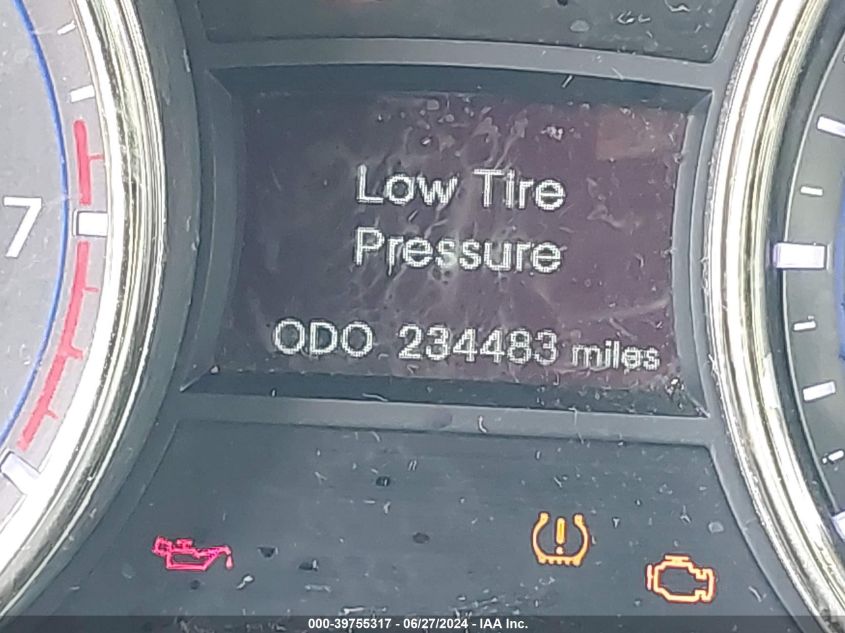 Low Tire
Pressure
7
ODO 234483 miles
000-39755317 - 06/27/2024 - IAA Inc.